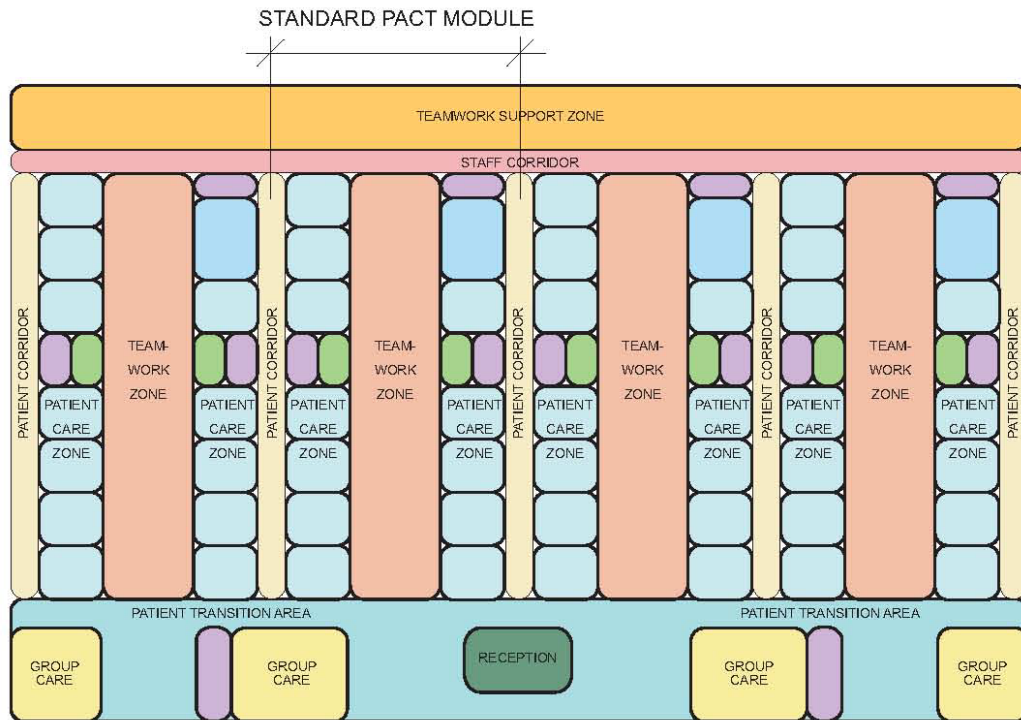 STANDARD PACT MODULE
TEAMWORK SUPPORT ZONE
STAFF CORRIDOR
PATIENT CORRIDOR
PATIENT CARE
ZONE
TEAM-
WORK
ZONE
PATIENT CARE
ZONE
PATIENT CORRIDOR
PATIENT CARE
ZONE
TEAM-
WORK
ZONE
PATIENT CARE
ZONE
PATIENT CORRIDOR
PATIENT CARE
ZONE
TEAM-
WORK
ZONE
PATIENT CARE
ZONE
PATIENT CORRIDOR
PATIENT CARE
ZONE
TEAM-
WORK
ZONE
PATIENT CARE
ZONE
PATIENT CORRIDOR
PATIENT TRANSITION AREA
PATIENT TRANSITION AREA
GROUP
CARE
GROUP
CARE
RECEPTION
GROUP
CARE
GROUP
CARE